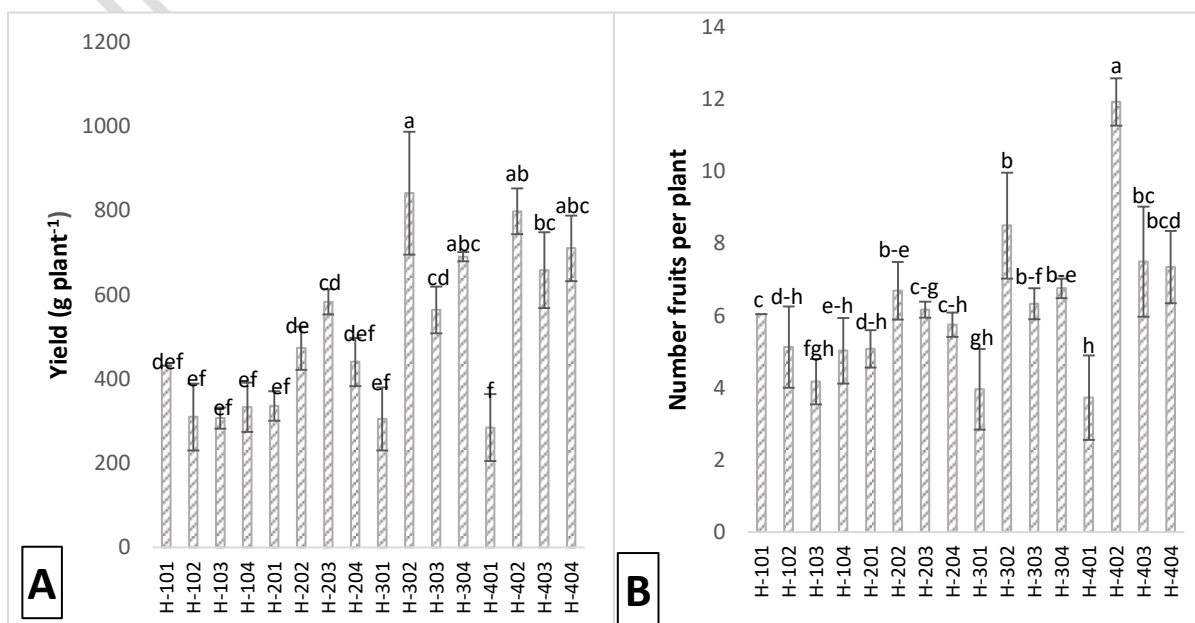 1200
1000
800
600
400
200
0
Yield (g plant⁻¹)
def
ef
ef
ef
ef
de
cd
def
ef
a
cd
abc
f
ab
bc
abc
H-101
H-102
H-103
H-104
H-201
H-202
H-203
H-204
H-301
H-302
H-303
H-304
H-401
H-402
H-403
H-404
A
14
12
10
8
6
4
2
0
Number fruits per plant
c
d-h
fgh
e-h
d-h
b-e
c-g
c-h
gh
b
b-f
b-e
h
a
bc
bcd
H-101
H-102
H-103
H-104
H-201
H-202
H-203
H-204
H-301
H-302
H-303
H-304
H-401
H-402
H-403
H-404
B